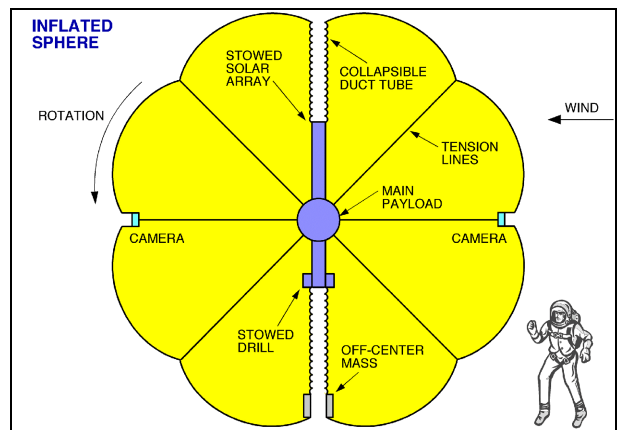 INFLATED
SPHERE
STOWED
SOLAR
ARRAY
COLLAPSIBLE
DUCT TUBE
ROTATION
WIND
TENSION
LINES
MAIN
PAYLOAD
CAMERA
CAMERA
STOWED
DRILL
OFF-CENTER
MASS